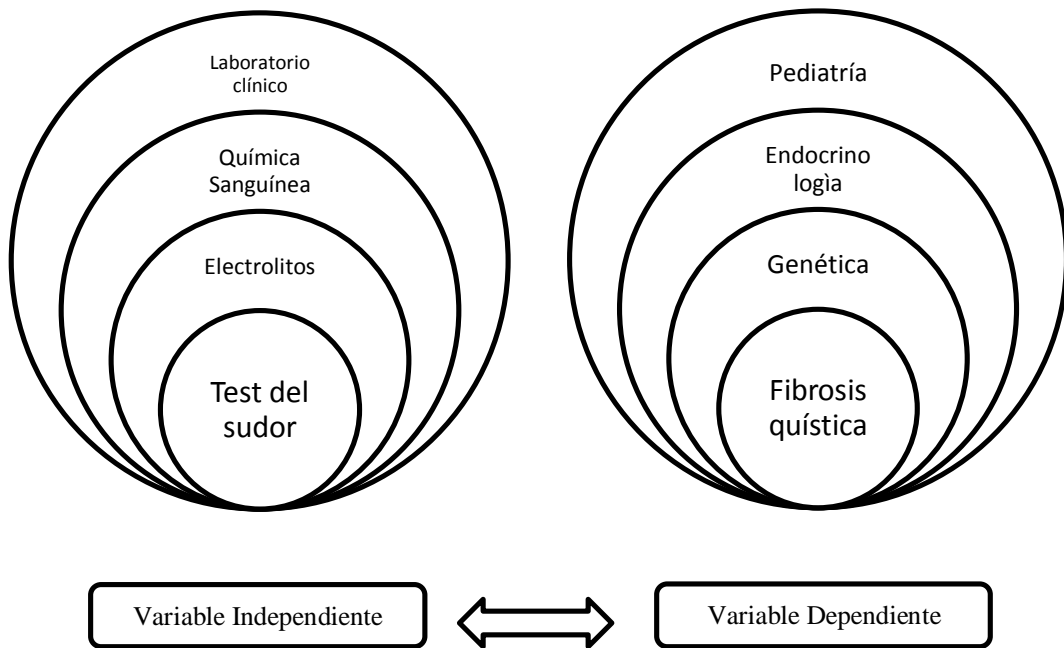 Laboratorio
clínico
Química
Sanguínea
Electrolitos
Test del
sudor
Pediatría
Endocrino
logìa
Genética
Fibrosis
quística
Variable Independiente
Variable Dependiente